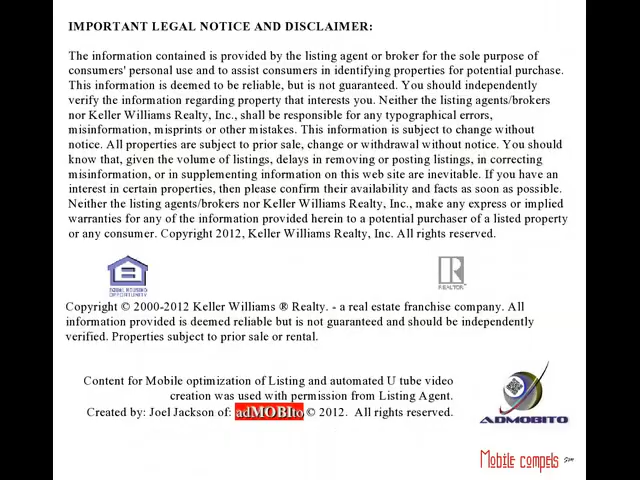 IMPORTANT LEGAL NOTICE AND DISCLAIMER:
The information contained is provided by the listing agent or broker for the sole purpose of
consumers' personal use and to assist consumers in identifying properties for potential purchase.
This information is deemed to be reliable, but is not guaranteed. You should independently
verify the information regarding property that interests you. Neither the listing agents/brokers
nor Keller Williams Realty, Inc., shall be responsible for any typographical errors,
misinformation, misprints or other mistakes. This information is subject to change without
notice. All properties are subject to prior sale, change or withdrawal without notice. You should
know that, given the volume of listings, delays in removing or posting listings, in correcting
misinformation, or in supplementing information on this web site are inevitable. If you have an
interest in certain properties, then please confirm their availability and facts as soon as possible.
Neither the listing agents/brokers nor Keller Williams Realty, Inc., make any express or implied
warranties for any of the information provided herein to a potential purchaser of a listed property
or any consumer. Copyright 2012, Keller Williams Realty, Inc. All rights reserved.
EQUAL HOUSING
OPPORTUNITY
R
REALTOR
Copyright © 2000-2012 Keller Williams ® Realty. - a real estate franchise company. All
information provided is deemed reliable but is not guaranteed and should be independently
verified. Properties subject to prior sale or rental.
Content for Mobile optimization of Listing and automated U tube video
creation was used with permission from Listing Agent.
Created by: Joel Jackson of: adMOBIto © 2012. All rights reserved.
ADMOBITO
Mobile compels